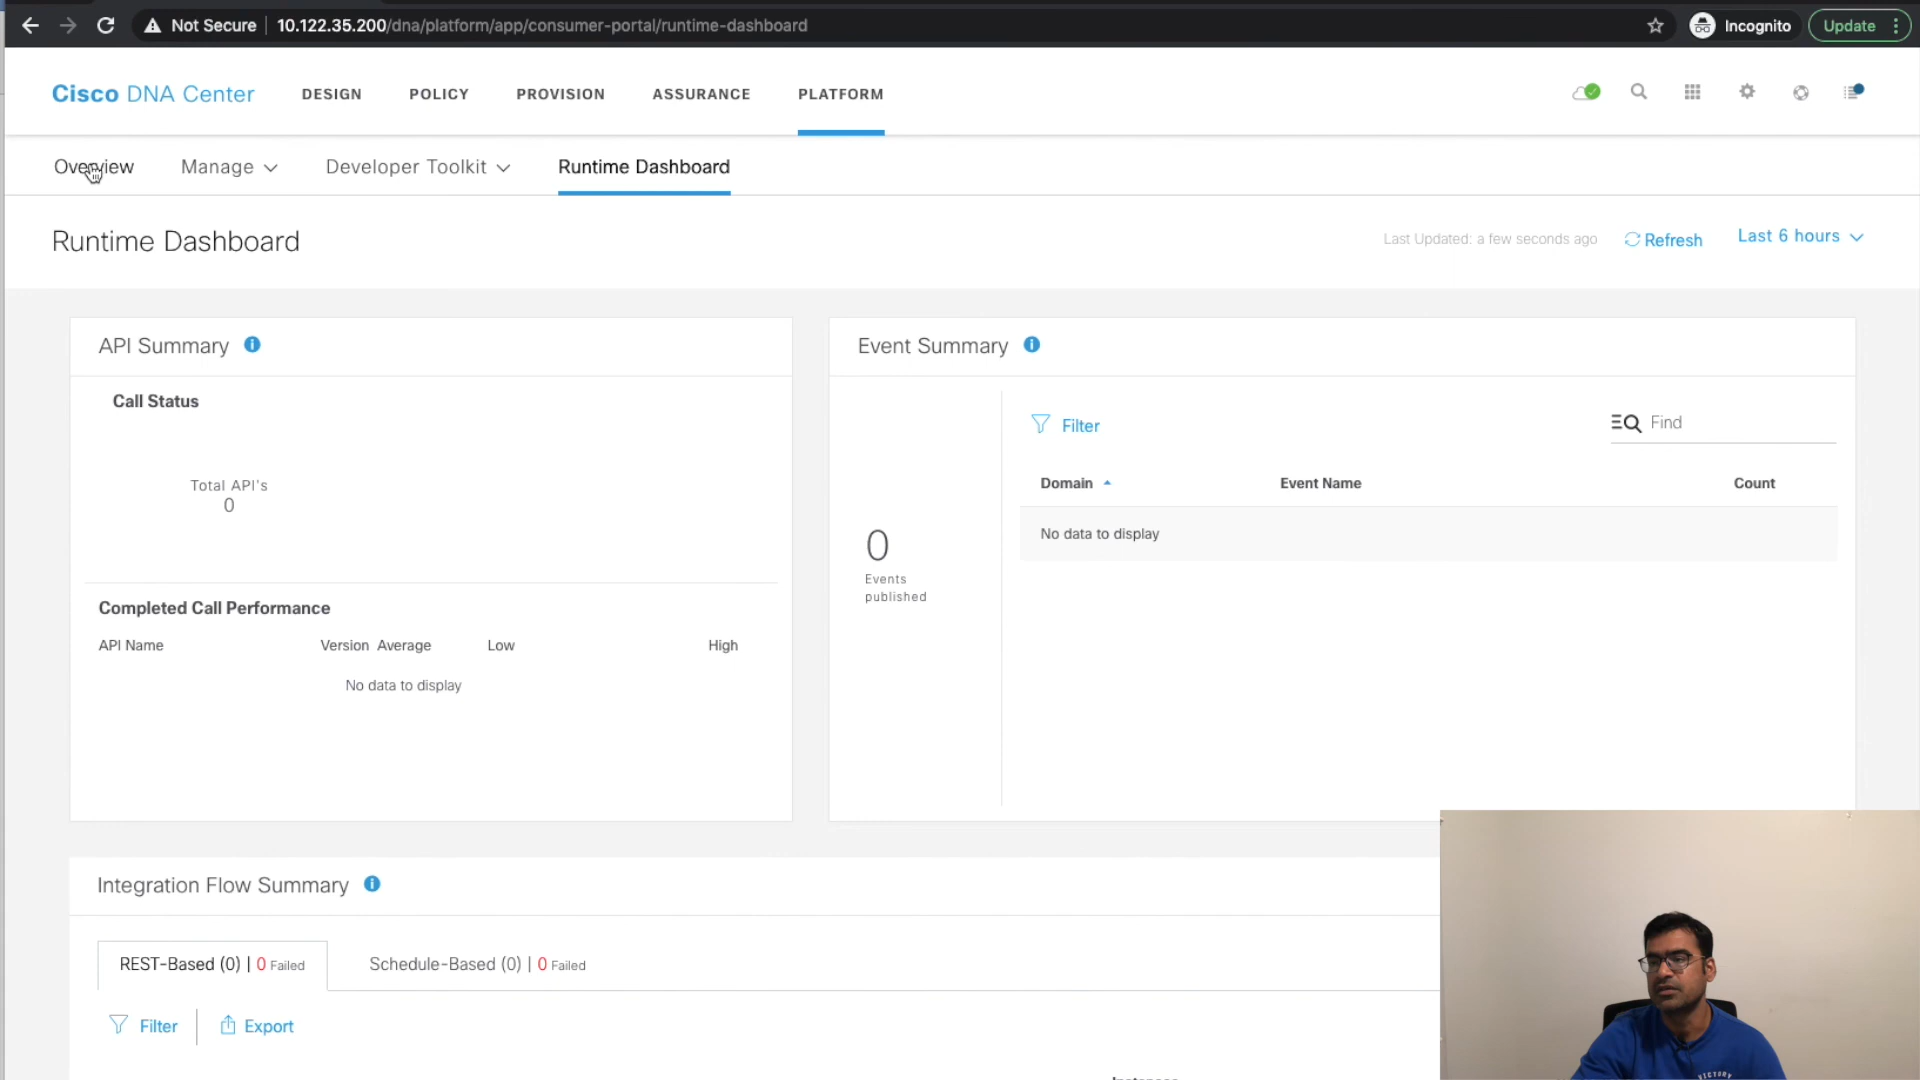 Not Secure | 10.122.35.200/dna/platform/app/consumer-portal/runtime-dashboard
Incognito
Update
Cisco DNA Center
DESIGN
POLICY
PROVISION
ASSURANCE
PLATFORM
Overview
Manage
Developer Toolkit
Runtime Dashboard
Runtime Dashboard
Last Updated: a few seconds ago
Refresh
Last 6 hours
API Summary
Call Status
Total API's
0
Completed Call Performance
API Name Version Average Low High
No data to display
Event Summary
0
Events
published
Filter
Find
Domain Event Name Count
No data to display
Integration Flow Summary
REST-Based (0) | 0 Failed
Schedule-Based (0) | 0 Failed
Filter
Export
VICTORY